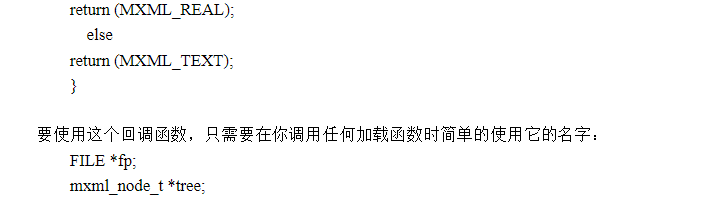 return (MXML_REAL);
else
return (MXML_TEXT);
}
要使用这个回调函数，只需要在你调用任何加载函数时简单的使用它的名字：
FILE *fp;
mxml_node_t *tree;